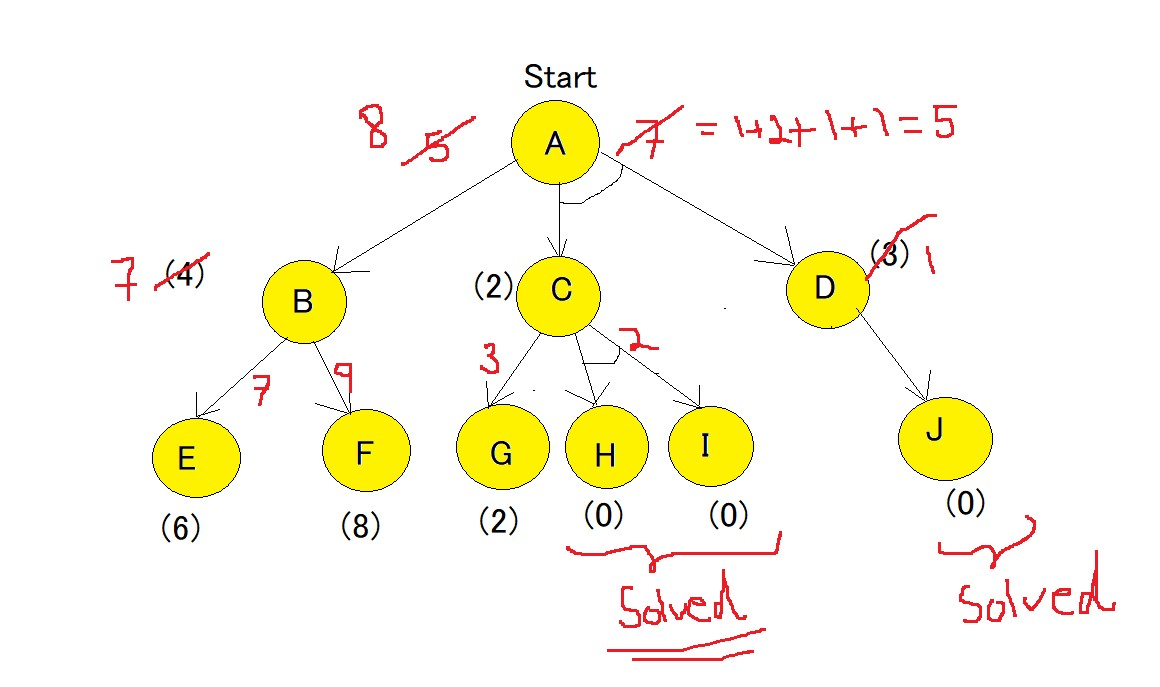 Start
8 5 A 7 = 1+2+1+1=5
7 (4) B (2) C D (3) 1
7 9 3 2
E F G H I J
(6) (8) (2) (0) (0) (0)
Solved Solved